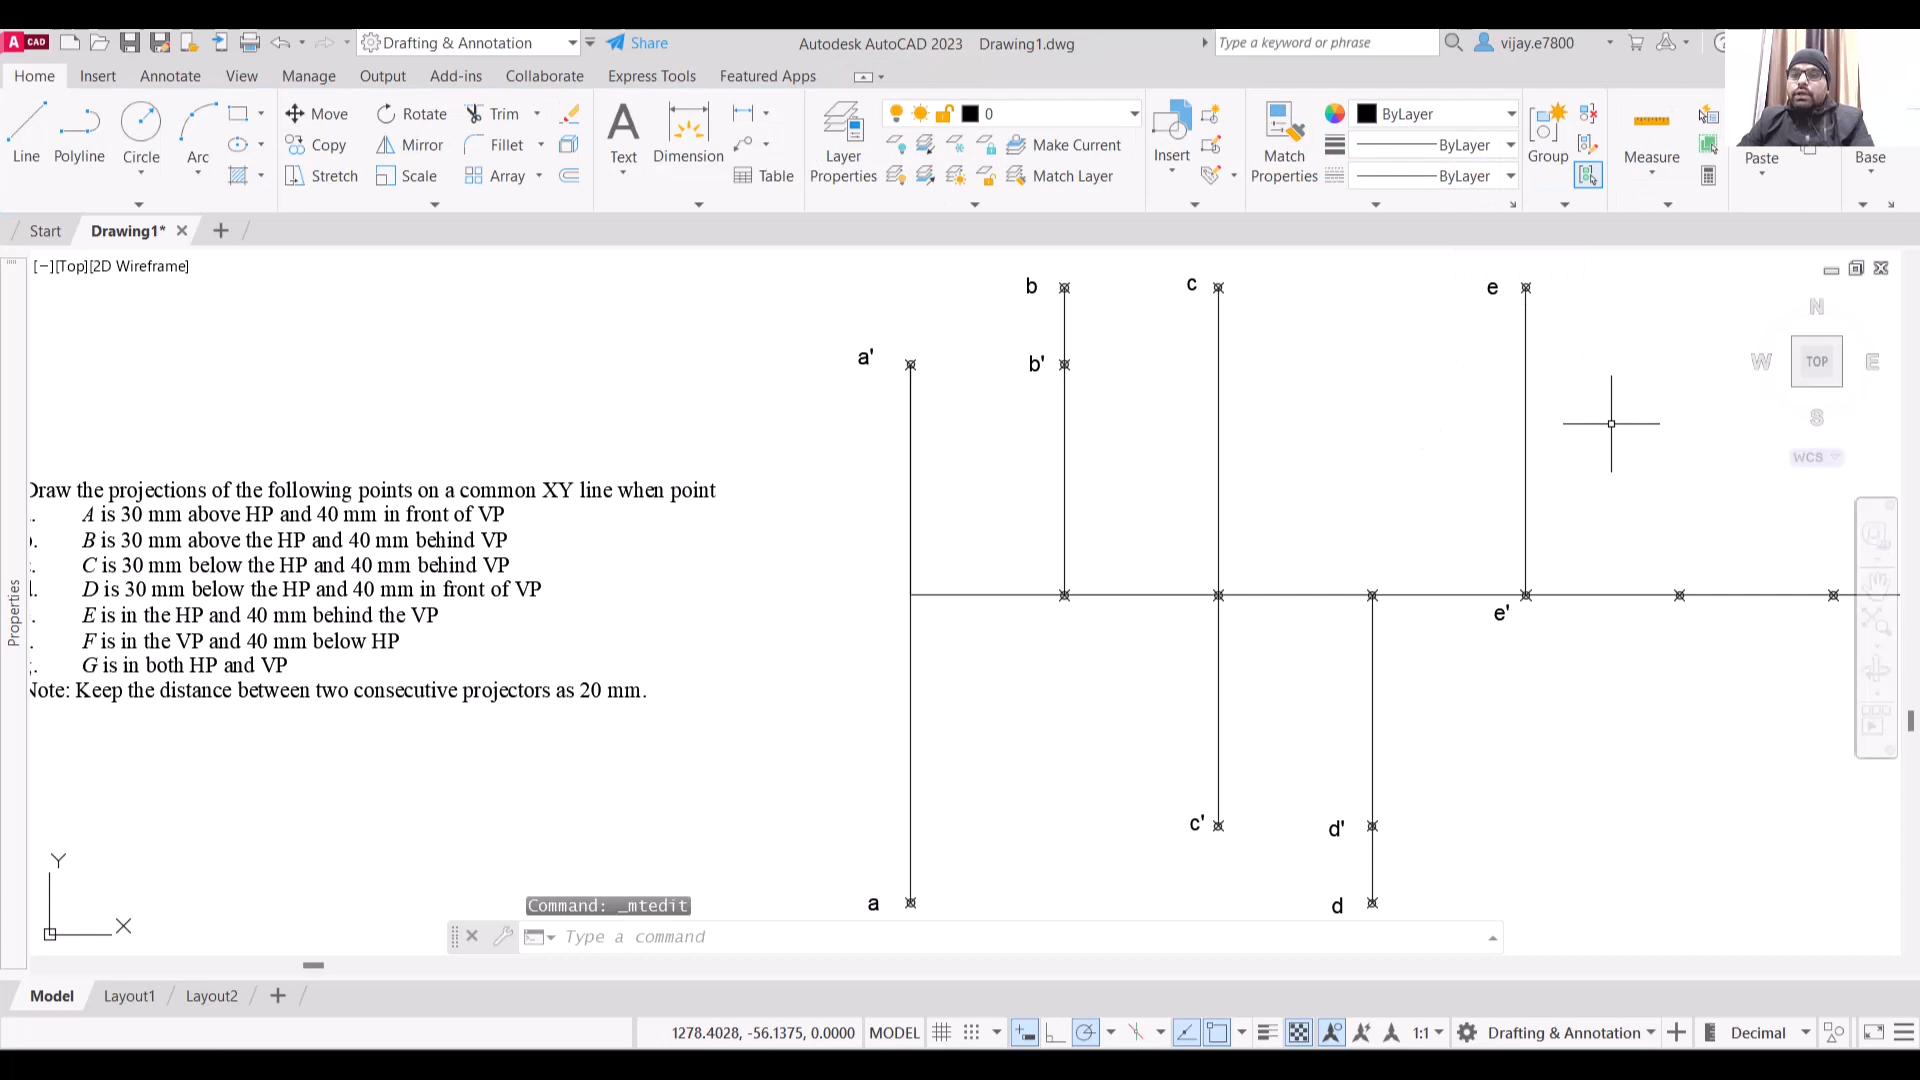 A CAD
Drafting & Annotation
Share
Autodesk AutoCAD 2023 Drawing1.dwg
Type a keyword or phrase
vijay.e7800
Home Insert Annotate View Manage Output Add-ins Collaborate Express Tools Featured Apps
Line Polyline Circle Arc
Move Rotate Trim
Copy Mirror Fillet
Stretch Scale Array
Text Dimension
Table
Layer Properties
0
Make Current
Match Layer
Insert
Match Properties
ByLayer
ByLayer
ByLayer
Group
Measure
Paste
Base
Start Drawing1*
[−][Top][2D Wireframe]
b c e
a' b'
N
W TOP E
S
WCS
Draw the projections of the following points on a common XY line when point
. A is 30 mm above HP and 40 mm in front of VP
. B is 30 mm above the HP and 40 mm behind VP
. C is 30 mm below the HP and 40 mm behind VP
. D is 30 mm below the HP and 40 mm in front of VP
. E is in the HP and 40 mm behind the VP
. F is in the VP and 40 mm below HP
. G is in both HP and VP
Note: Keep the distance between two consecutive projectors as 20 mm.
e'
c' d'
a d
Properties
Y
X
Command: _mtedit
Type a command
Model Layout1 Layout2
1278.4028, -56.1375, 0.0000 MODEL
1:1
Drafting & Annotation
Decimal